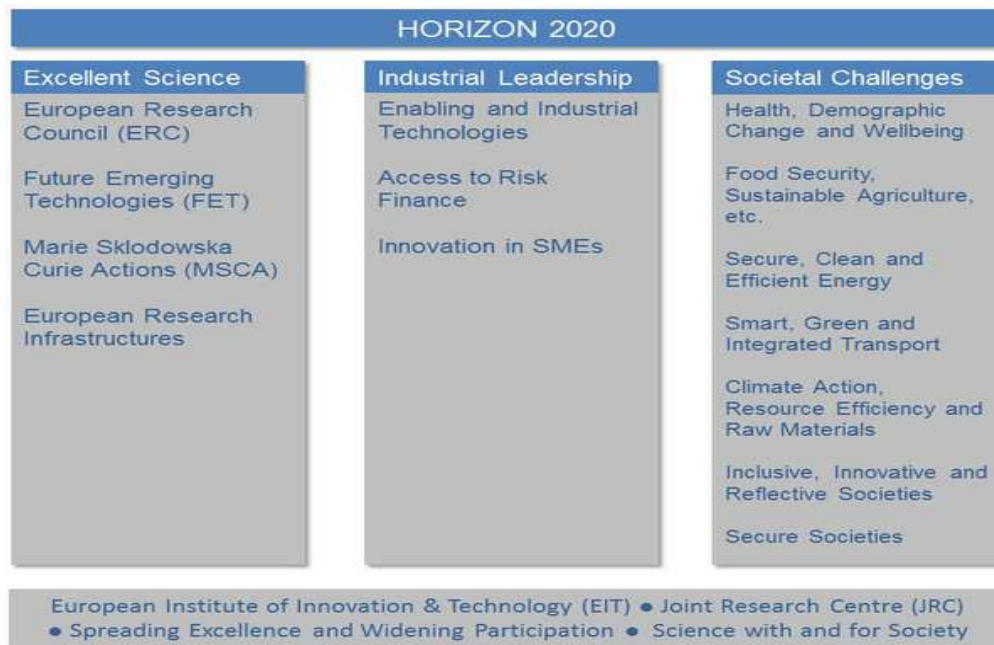 HORIZON 2020
Excellent Science
European Research
Council (ERC)
Future Emerging
Technologies (FET)
Marie Sklodowska
Curie Actions (MSCA)
European Research
Infrastructures
Industrial Leadership
Enabling and Industrial
Technologies
Access to Risk
Finance
Innovation in SMEs
Societal Challenges
Health, Demographic
Change and Wellbeing
Food Security,
Sustainable Agriculture,
etc.
Secure, Clean and
Efficient Energy
Smart, Green and
Integrated Transport
Climate Action,
Resource Efficiency and
Raw Materials
Inclusive, Innovative and
Reflective Societies
Secure Societies
European Institute of Innovation & Technology (EIT) ● Joint Research Centre (JRC)
● Spreading Excellence and Widening Participation ● Science with and for Society